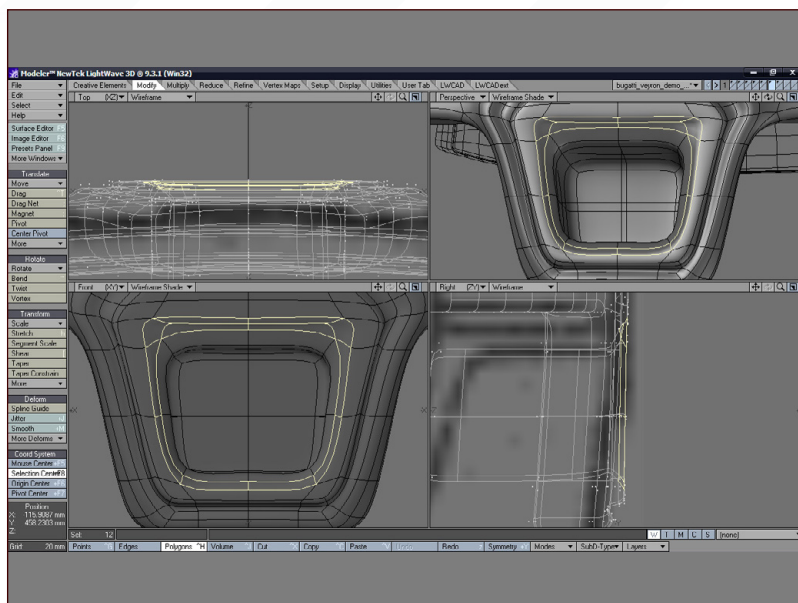 Modeler™ NewTek LightWave 3D ® 9.3.1 (Win32)
File
Edit
Select
Help
Creative Elements Modify Multiply Reduce Refine Vertex Maps Setup Display Utilities User Tab LWCAD LWCADext bugatti_veyron_demo_...* 1
Top (XZ) Wireframe
Perspective Wireframe Shade
Surface Editor F5
Image Editor F6
Presets Panel F8
More Windows
Translate
Move
Drag ^T
Drag Net
Magnet
Pivot
Center Pivot
More
Rotate
Rotate
Bend
Twist
Vortex
Front (XY) Wireframe Shade
Right (ZY) Wireframe
Transform
Scale
Stretch h
Segment Scale
Shear [
Taper
Taper Constrain
More
Deform
Spline Guide
Jitter
Smooth
More Deforms
Coord System
Mouse Center
Selection Center
Origin Center
Pivot Center
Position
X: 115.9087 mm
Y: 458.2303 mm
Z:
Grid: 20 mm
Sel: 12
W T M C S (none)
Points Edges Polygons ^H Volume Cut Copy Paste Undo Redo Symmetry Modes SubD-Type Layers